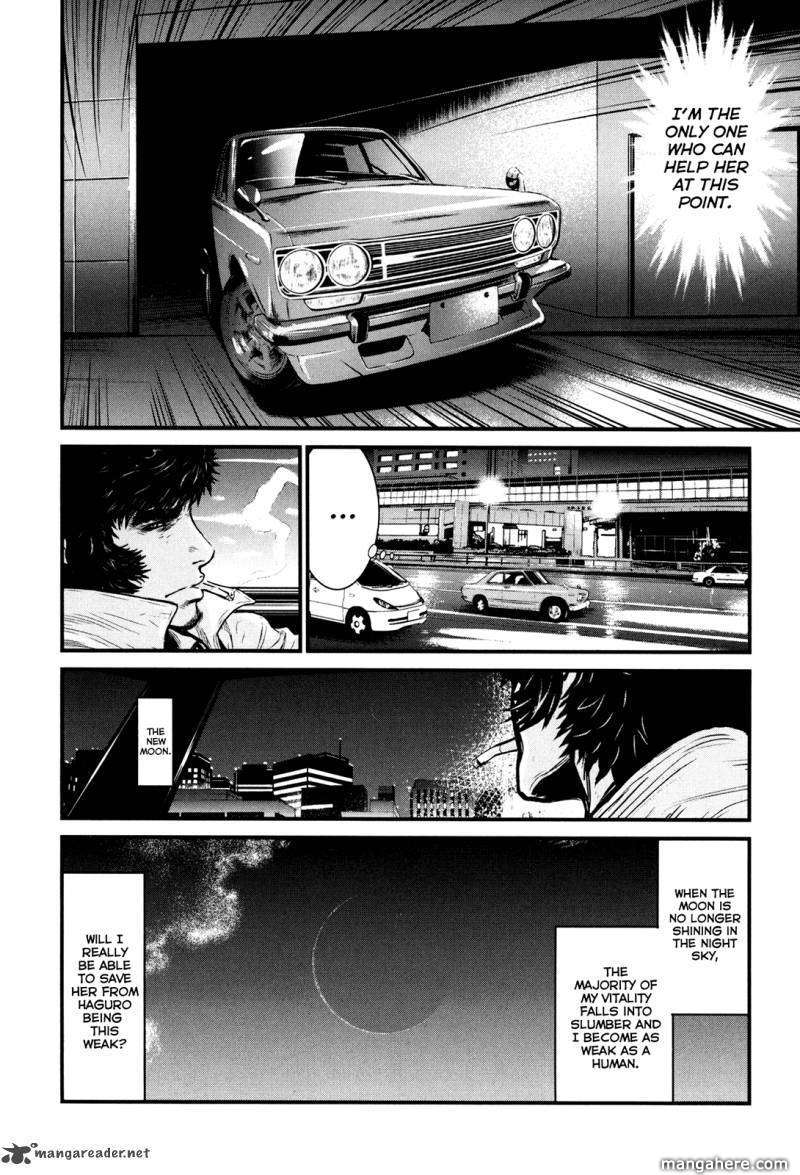 I'M THE
ONLY ONE
WHO CAN
HELP HER
AT THIS
POINT.
...
THE
NEW
MOON.
WHEN THE
MOON IS
NO LONGER
SHINING IN
THE NIGHT
SKY,
THE
MAJORITY OF
MY VITALITY
FALLS INTO
SLUMBER AND
I BECOME AS
WEAK AS A
HUMAN.
WILL I
REALLY
BE ABLE
TO SAVE
HER FROM
HAGURO
BEING
THIS
WEAK?
mangareader.net
mangahere.com